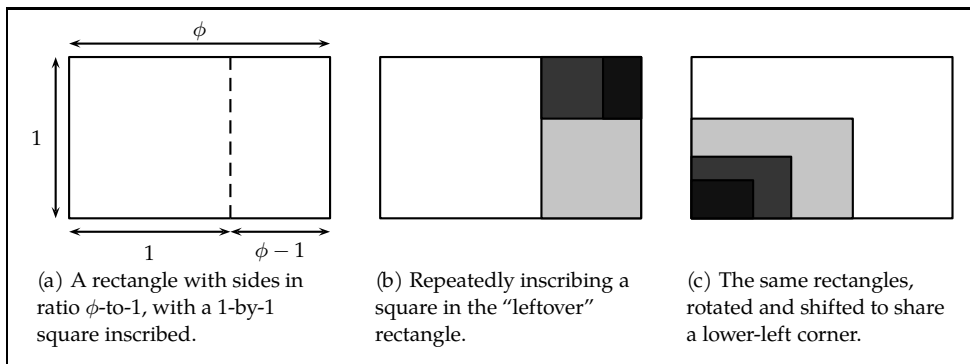 ϕ
1
1
ϕ − 1
(a) A rectangle with sides in
ratio ϕ-to-1, with a 1-by-1
square inscribed.
(b) Repeatedly inscribing a
square in the “leftover”
rectangle.
(c) The same rectangles,
rotated and shifted to share
a lower-left corner.